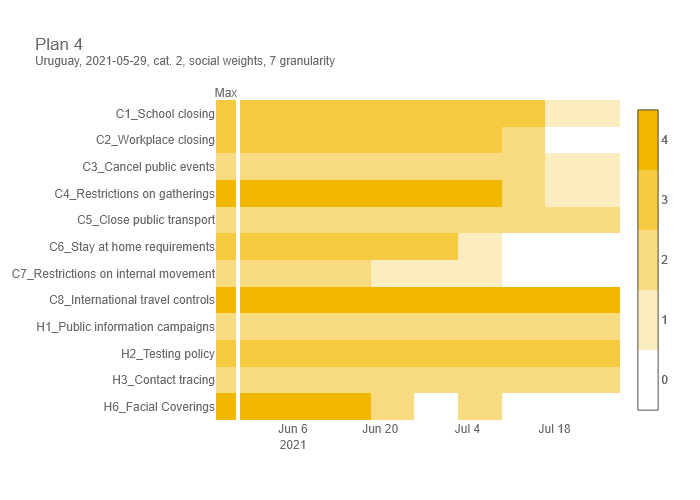 Plan 4
Uruguay, 2021-05-29, cat. 2, social weights, 7 granularity
Max
C1_School closing
C2_Workplace closing
C3_Cancel public events
C4_Restrictions on gatherings
C5_Close public transport
C6_Stay at home requirements
C7_Restrictions on internal movement
C8_International travel controls
H1_Public information campaigns
H2_Testing policy
H3_Contact tracing
H6_Facial Coverings
Jun 6 Jun 20 Jul 4 Jul 18
2021
4
3
2
1
0